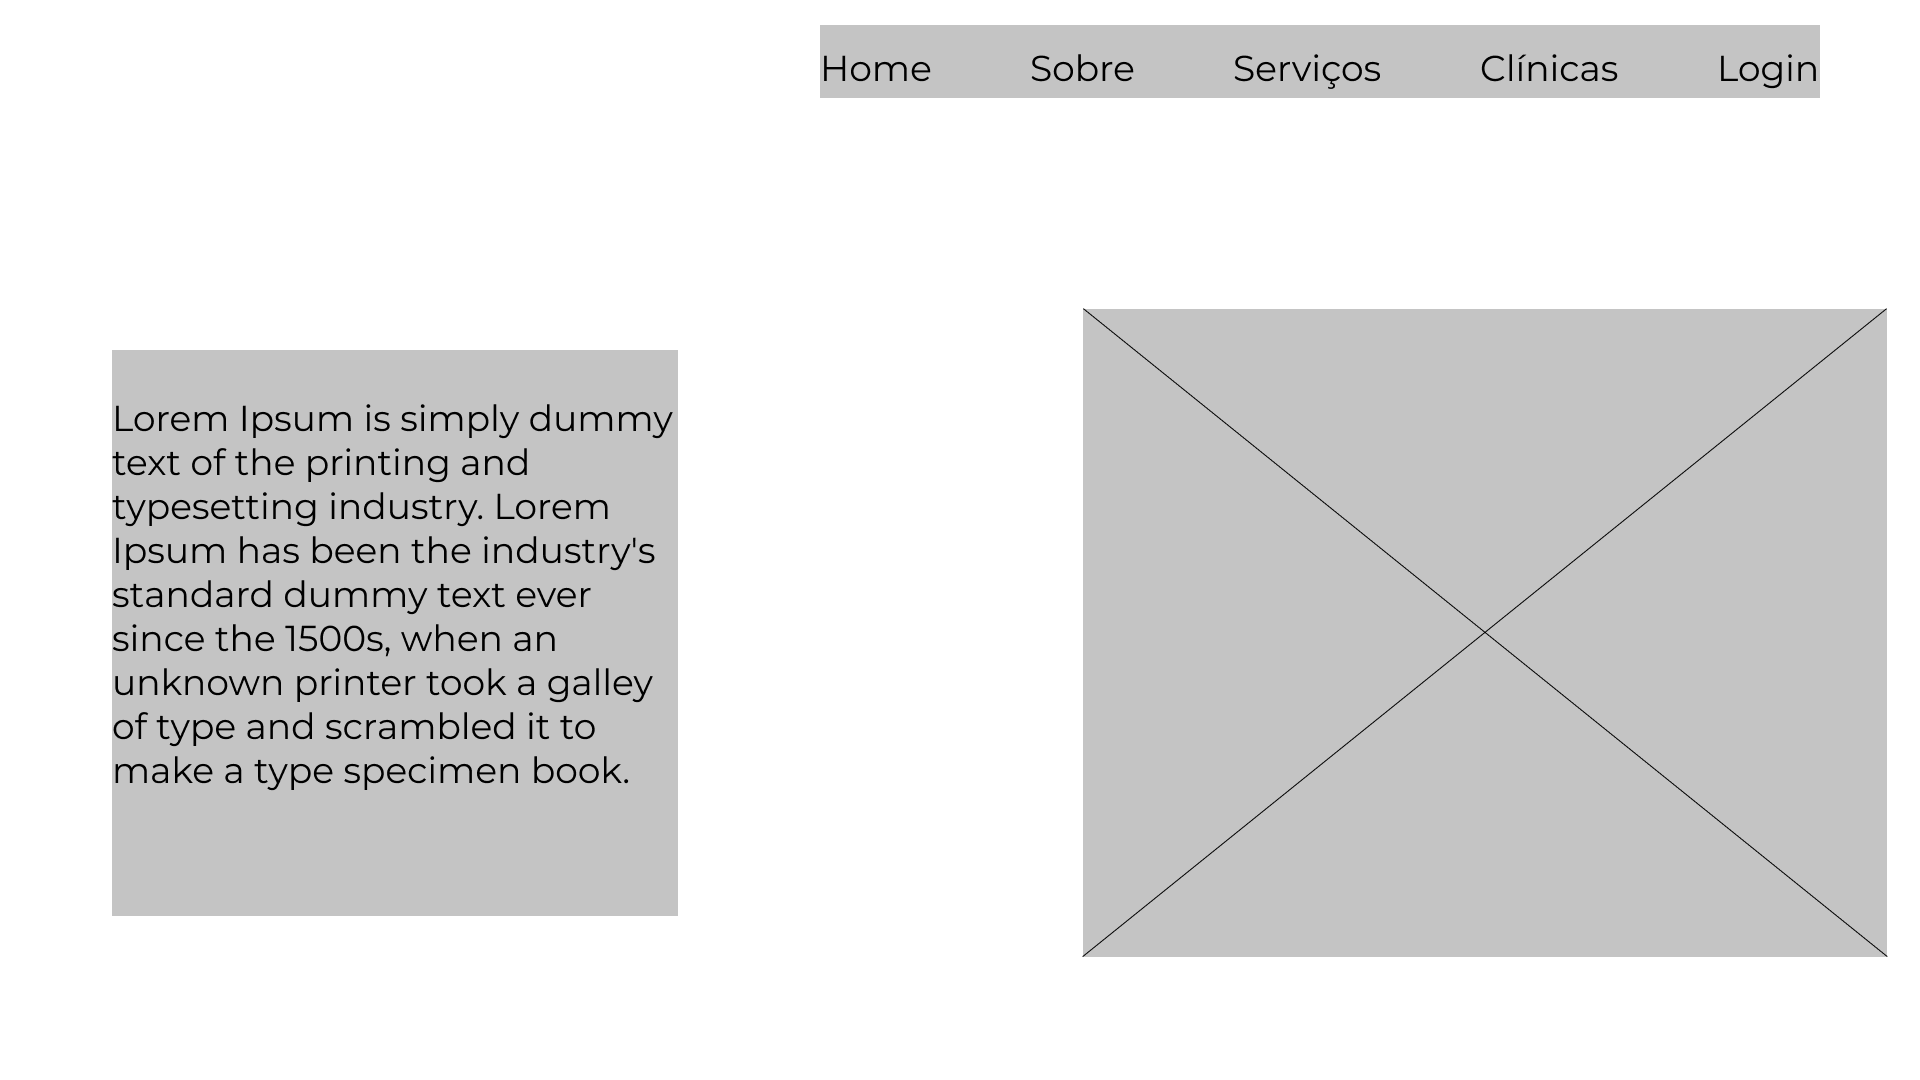 Home Sobre Serviços Clínicas Login
Lorem Ipsum is simply dummy
text of the printing and
typesetting industry. Lorem
Ipsum has been the industry's
standard dummy text ever
since the 1500s, when an
unknown printer took a galley
of type and scrambled it to
make a type specimen book.